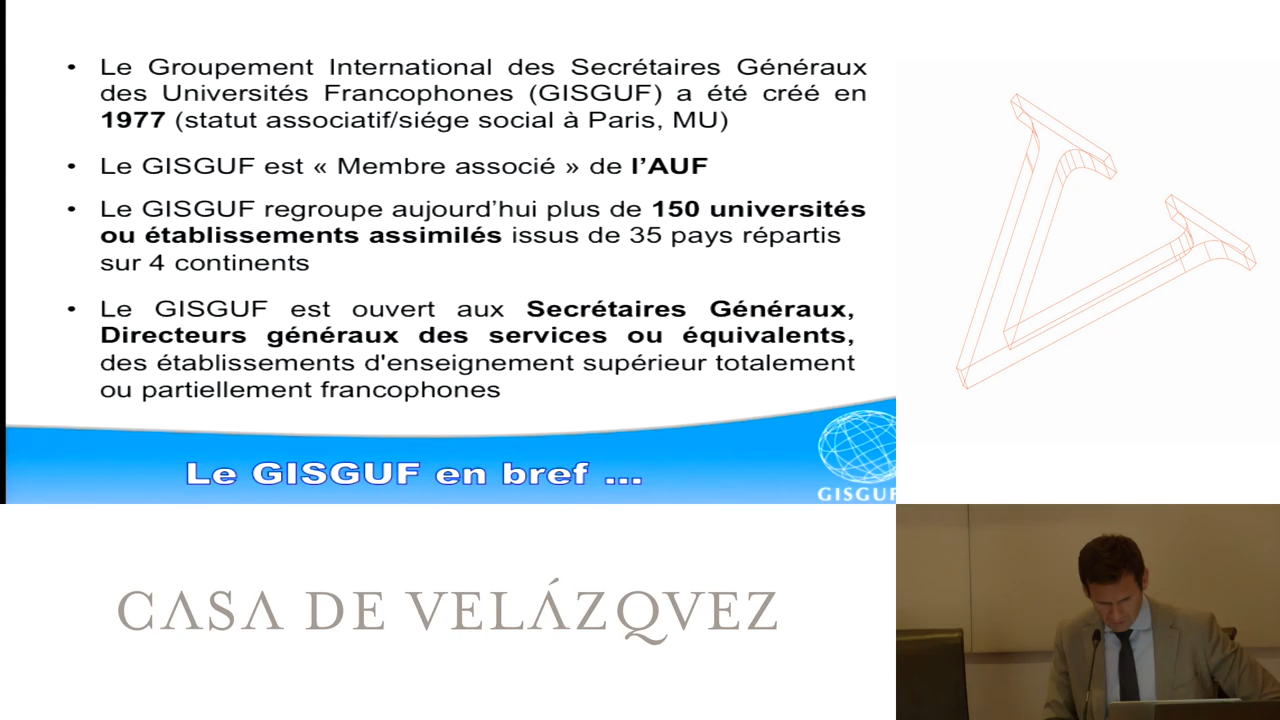 • Le Groupement International des Secrétaires Généraux
des Universités Francophones (GISGUF) a été créé en
1977 (statut associatif/siége social à Paris, MU)
• Le GISGUF est « Membre associé » de l’AUF
• Le GISGUF regroupe aujourd’hui plus de 150 universités
ou établissements assimilés issus de 35 pays répartis
sur 4 continents
• Le GISGUF est ouvert aux Secrétaires Généraux,
Directeurs généraux des services ou équivalents,
des établissements d'enseignement supérieur totalement
ou partiellement francophones
Le GISGUF en bref ...
GISGUF
CASA DE VELÁZQVEZ